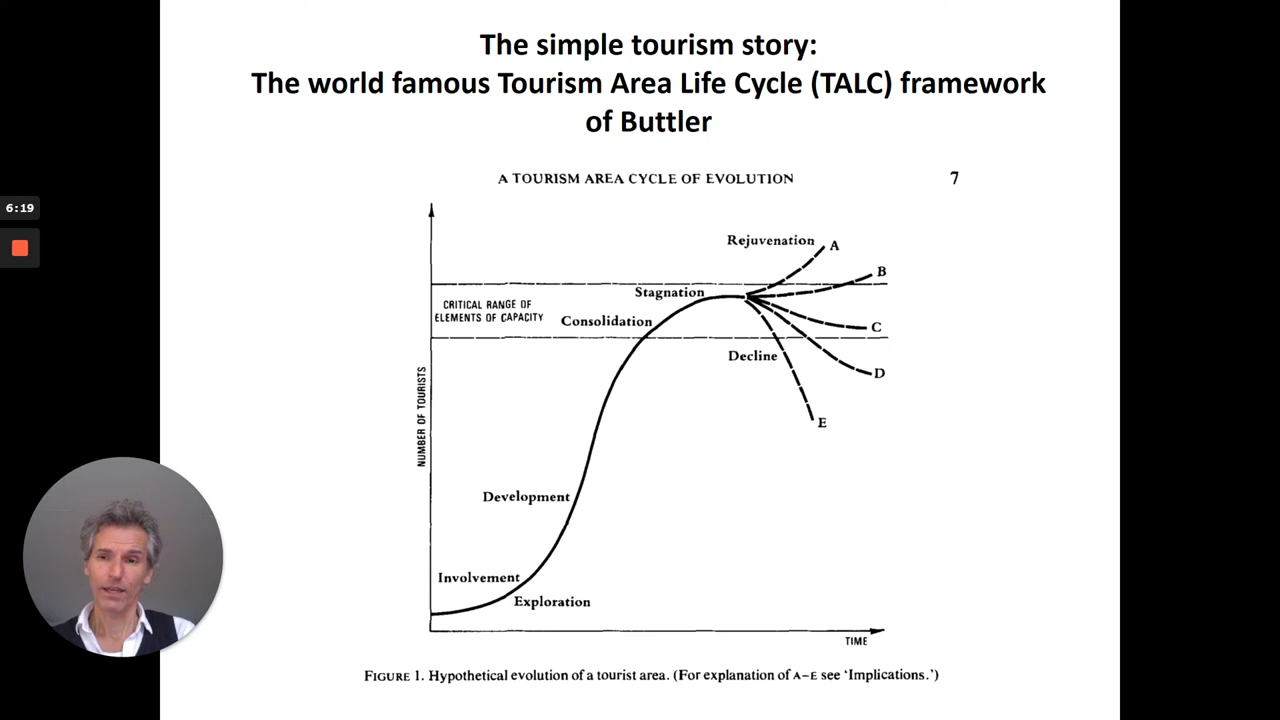 The simple tourism story:
The world famous Tourism Area Life Cycle (TALC) framework
of Buttler
A TOURISM AREA CYCLE OF EVOLUTION
7
6:19
Rejuvenation
A
B
Stagnation
CRITICAL RANGE OF
ELEMENTS OF CAPACITY
Consolidation
C
Decline
D
NUMBER OF TOURISTS
E
Development
Involvement
Exploration
TIME
FIGURE 1. Hypothetical evolution of a tourist area. (For explanation of A–E see 'Implications.')